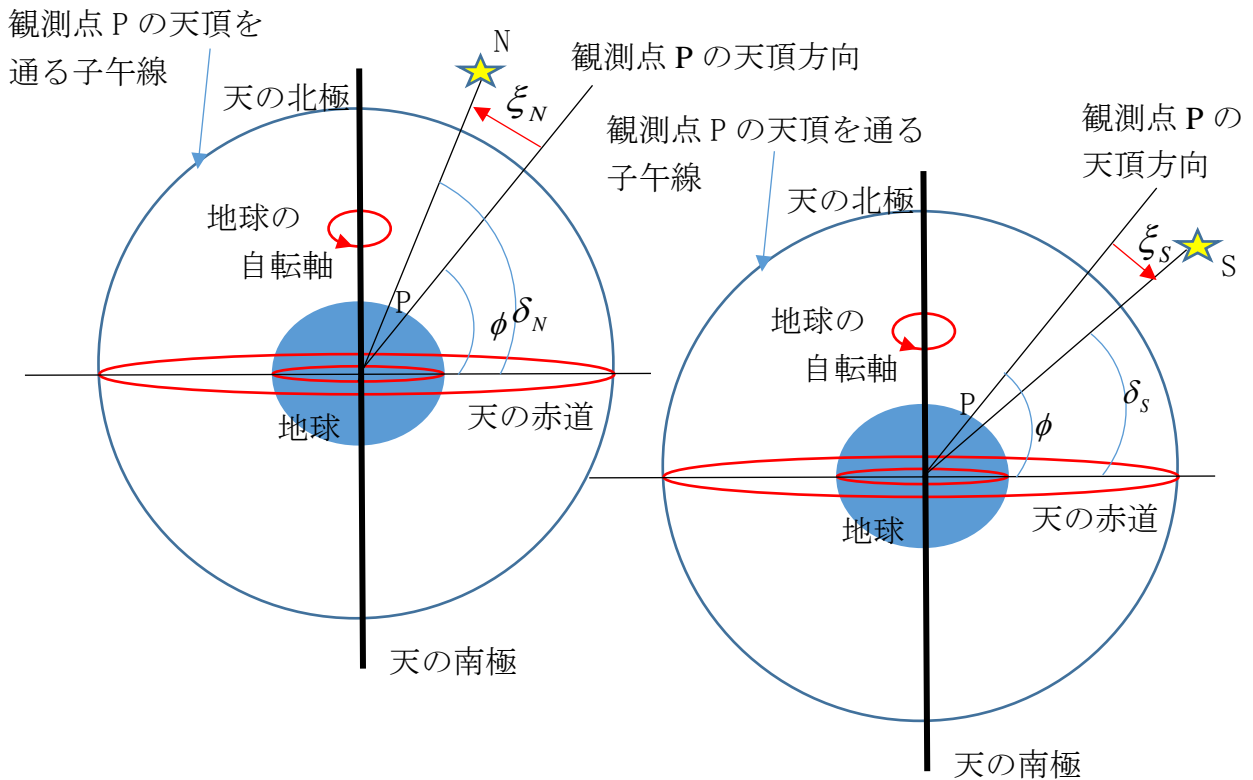 観測点 P の天頂を
通る子午線
N
観測点 P の天頂方向
天の北極
ξN
地球の
自転軸
P
ϕ
δN
地球
天の赤道
天の南極
観測点 P の天頂を通る
子午線
観測点 P の
天頂方向
天の北極
ξS
S
地球の
自転軸
P
ϕ
δS
地球
天の赤道
天の南極